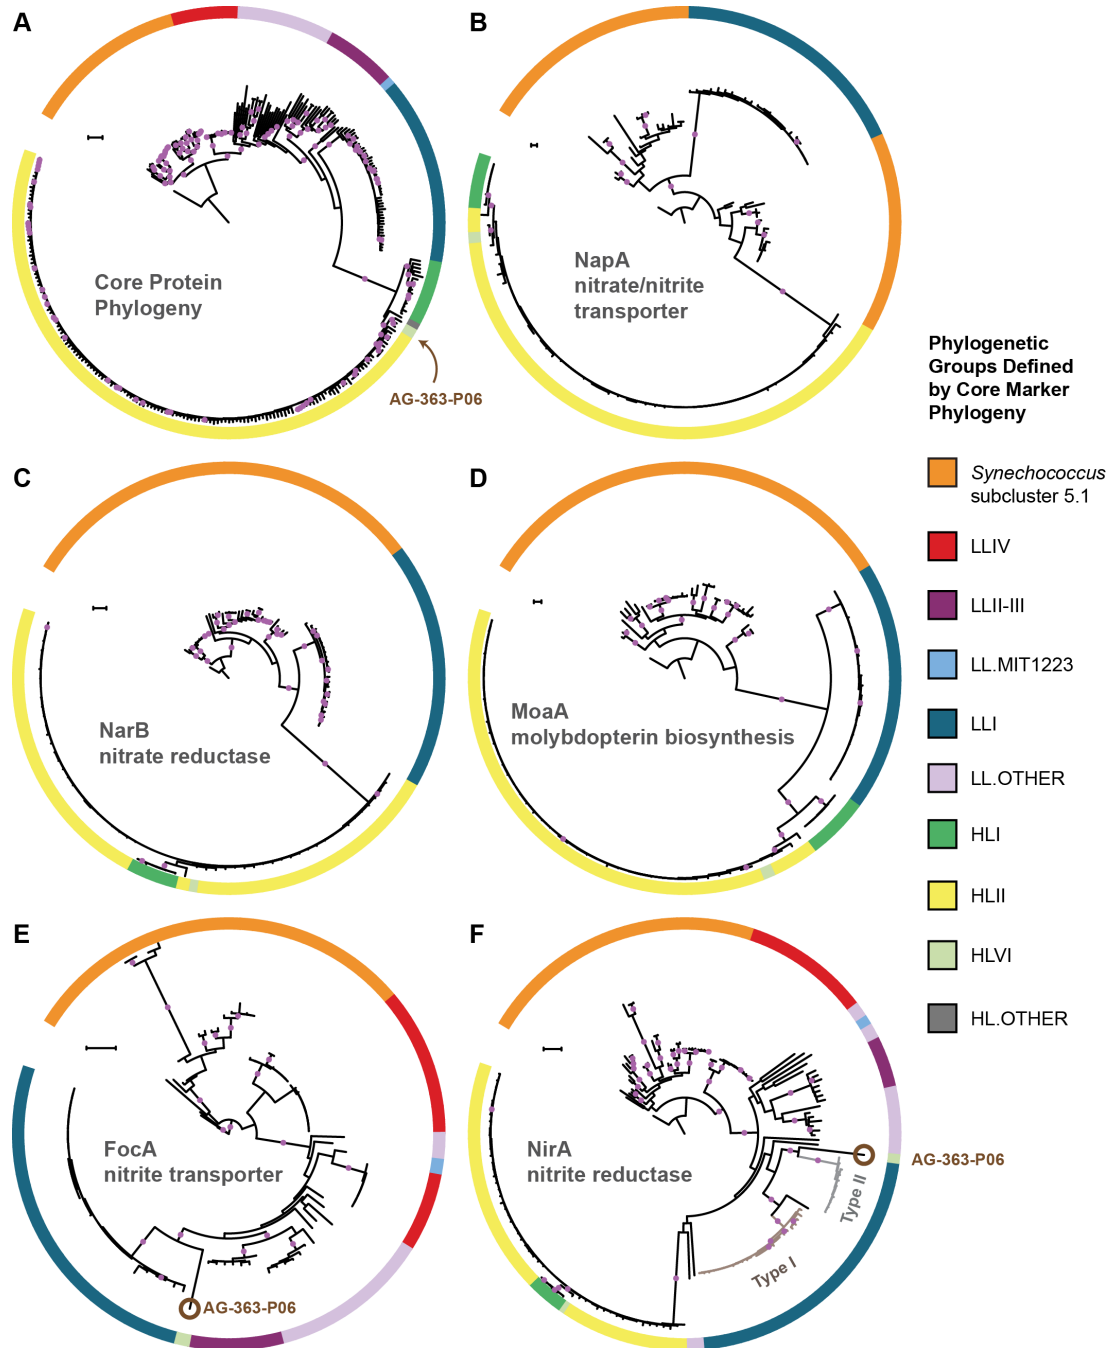 A
Core Protein
Phylogeny
AG-363-P06
B
NapA
nitrate/nitrite
transporter
C
NarB
nitrate reductase
D
MoaA
molybdopterin biosynthesis
E
FocA
nitrite transporter
AG-363-P06
F
NirA
nitrite reductase
AG-363-P06
Type II
Type I
Phylogenetic
Groups Defined
by Core Marker
Phylogeny
Synechococcus
subcluster 5.1
LLIV
LLII-III
LL.MIT1223
LLI
LL.OTHER
HLI
HLII
HLVI
HL.OTHER